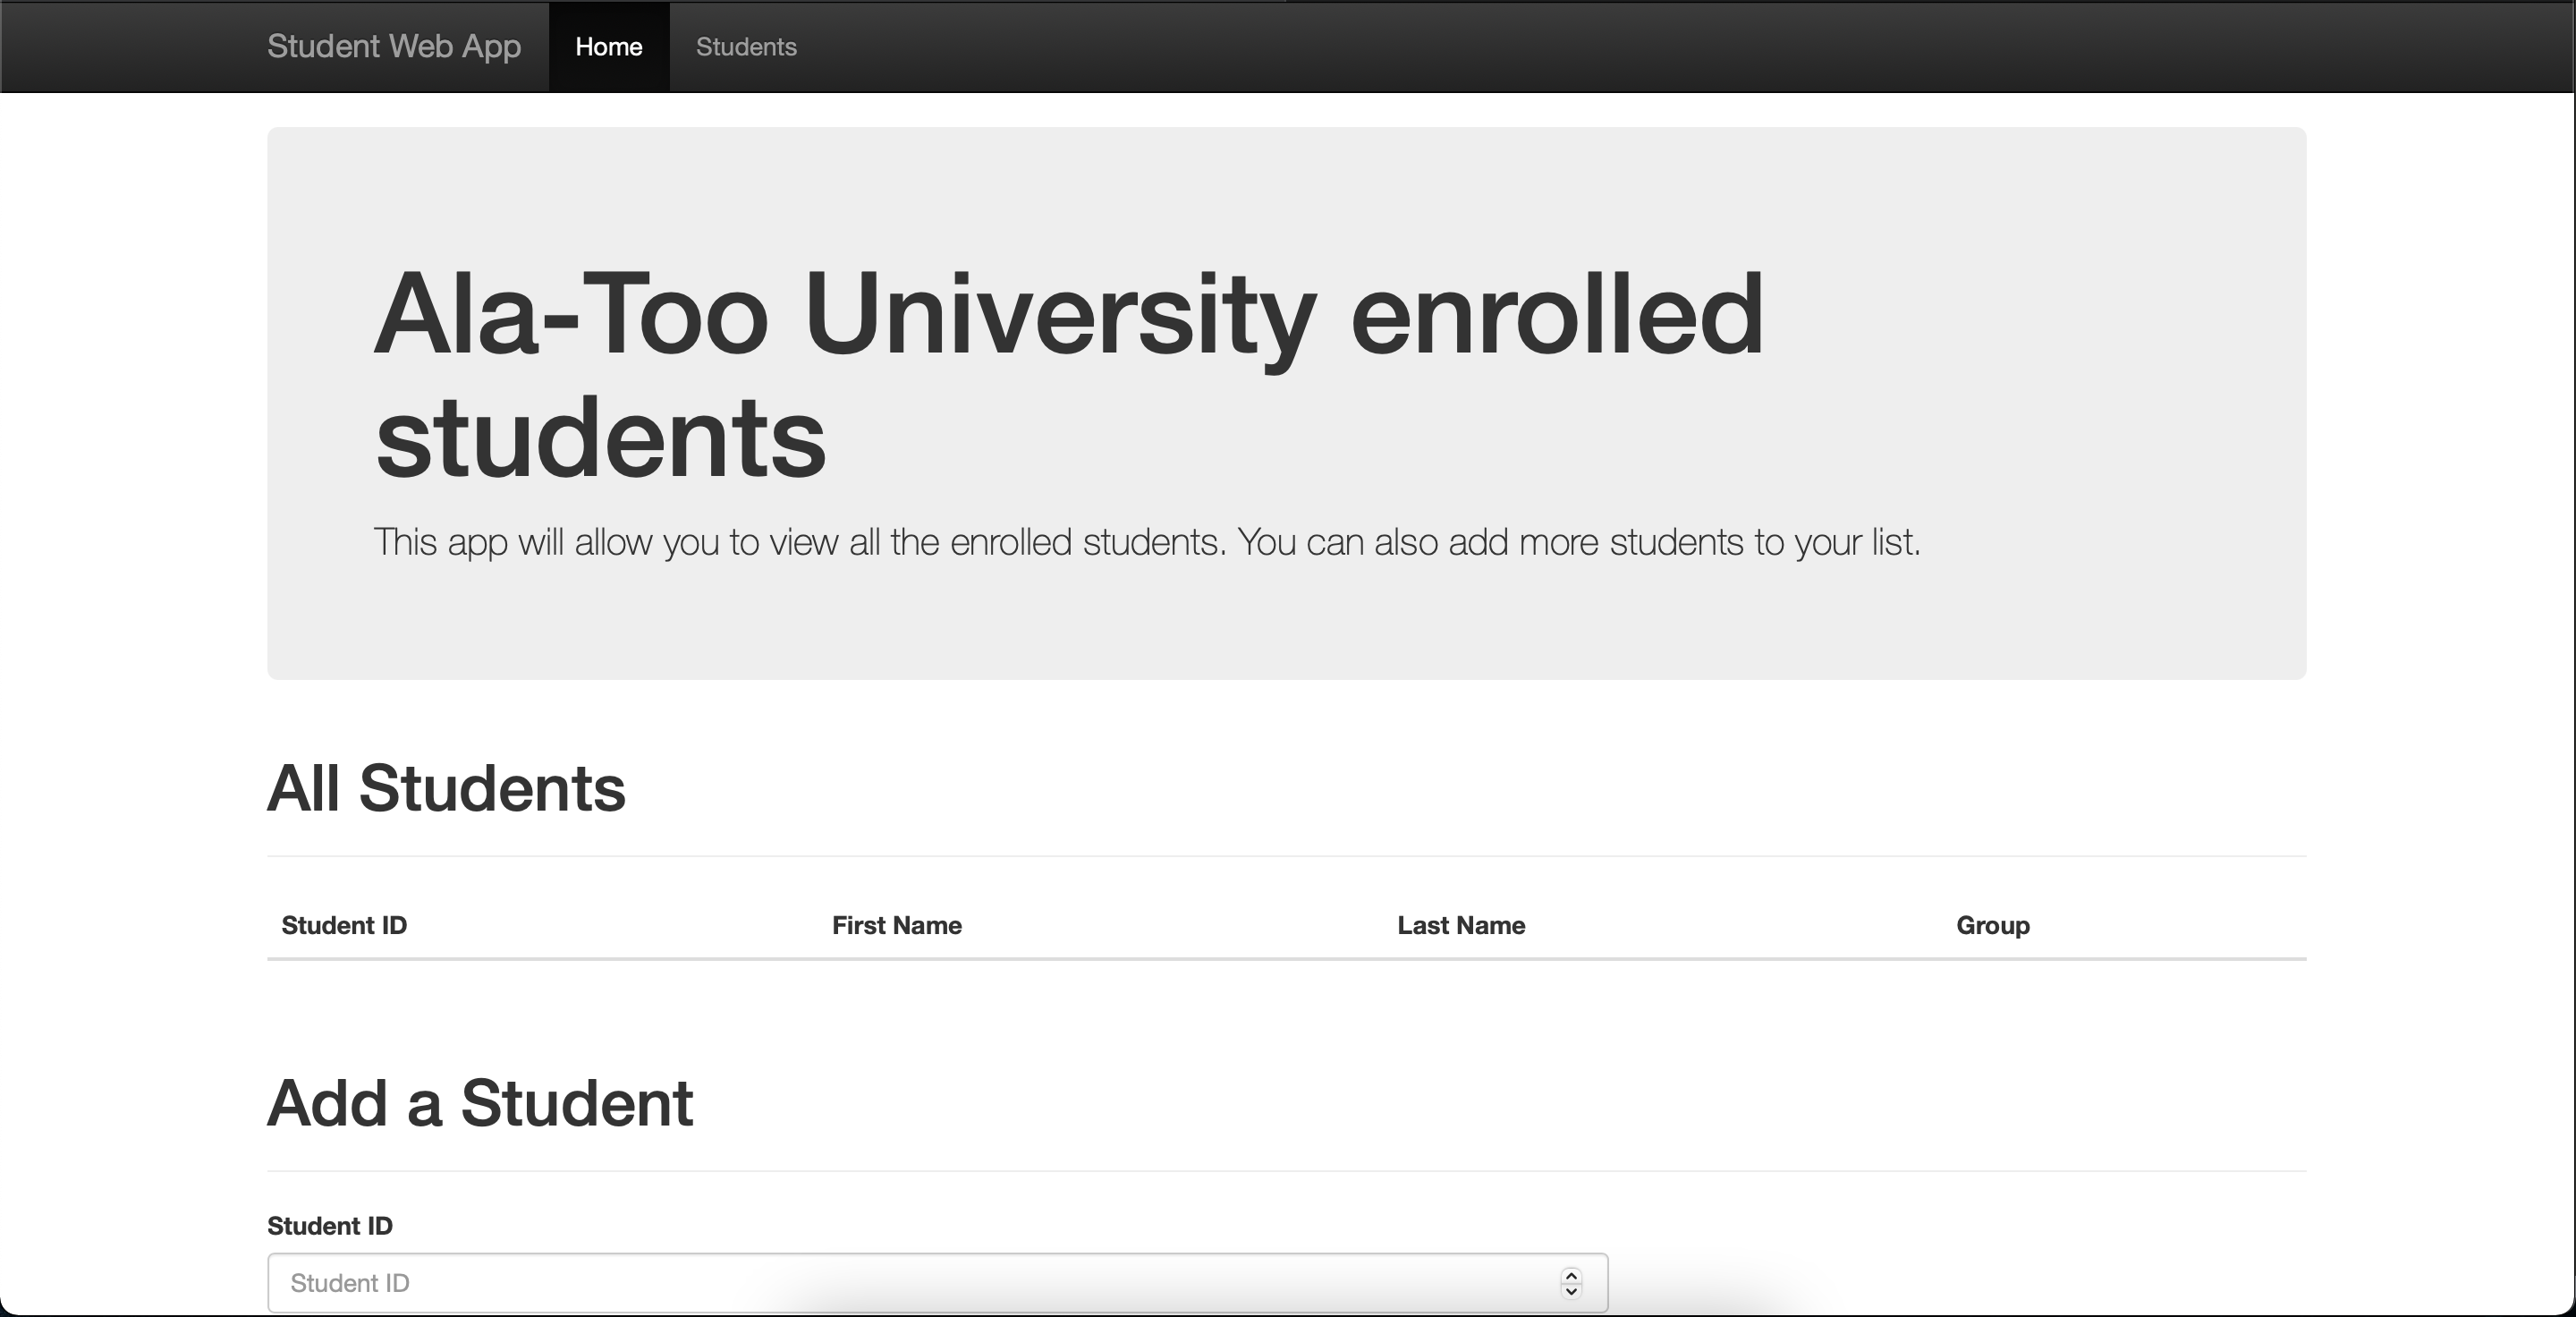 Student Web App Home Students
Ala-Too University enrolled
students
This app will allow you to view all the enrolled students. You can also add more students to your list.
All Students
Student ID First Name Last Name Group
Add a Student
Student ID
Student ID